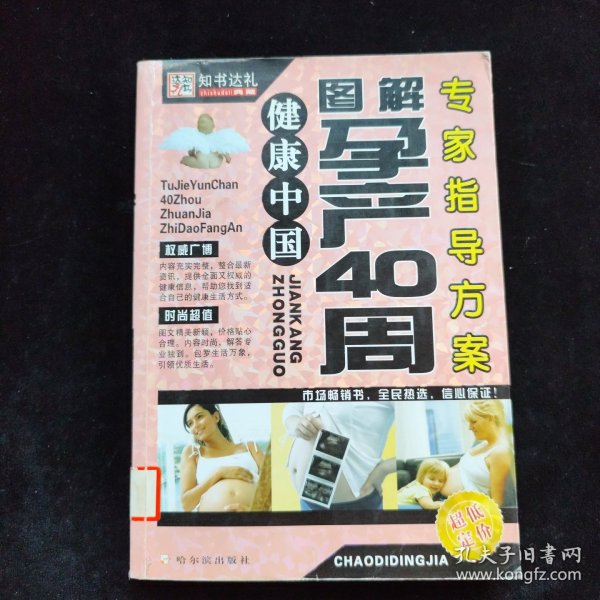 知书达礼
zhishudali典藏
图解
孕产40周
专家指导方案
健康中国
JIANKANG
ZHONGGUO
TuJieYunChan
40Zhou
ZhuanJia
ZhiDaoFangAn
权威广博
内容充实完整,整合最新
资讯,提供全面又权威的
健康信息,帮助您找到适
合自己的健康生活方式。
时尚超值
图文精美新颖,价格贴心
合理。内容时尚、解答专
业独到。包罗生活万象,
引领优质生活。
市场畅销书,全民热选,信心保证!
超低
定价
哈尔滨出版社
CHAODIDINGJIA
孔夫子旧书网
www.kongfz.com